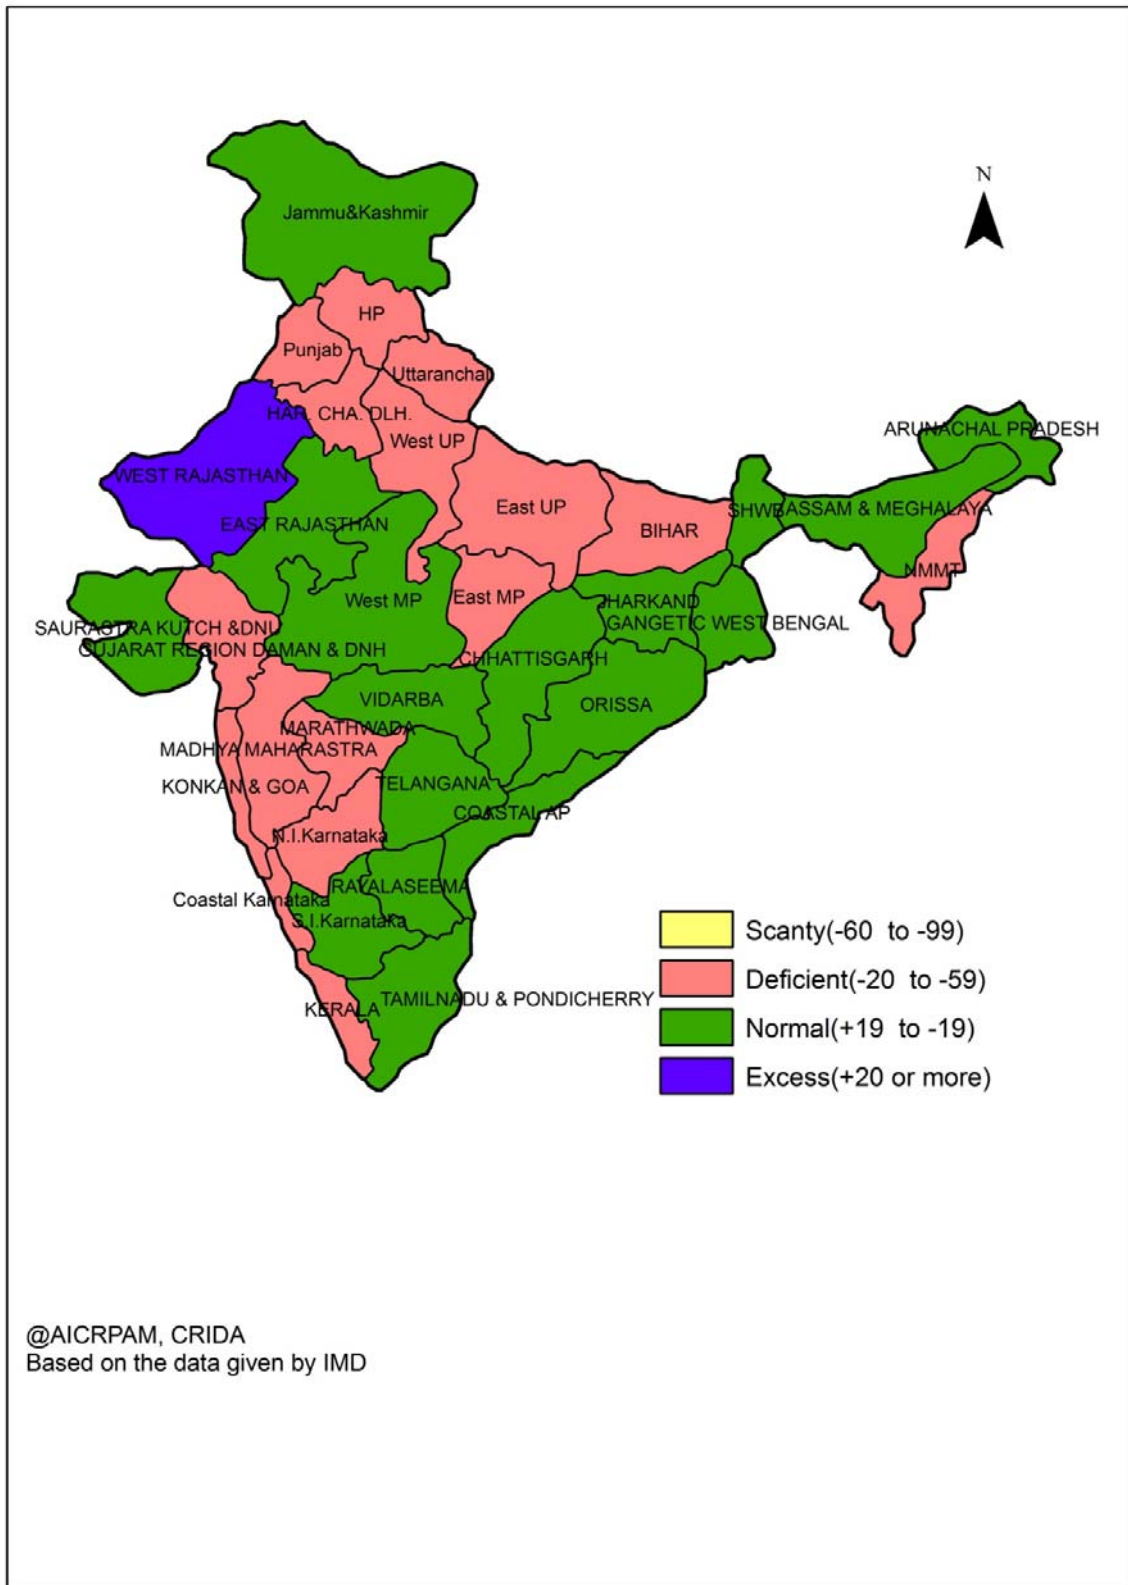 N
Jammu&Kashmir
HP
Punjab
Uttaranchal
HAR. CHA. DLH.
West UP
ARUNACHAL PRADESH
WEST RAJASTHAN
East UP
SHWB
ASSAM & MEGHALAYA
EAST RAJASTHAN
BIHAR
NMMT
West MP
East MP
JHARKAND
SAURASTRA KUTCH &DNU
GANGETIC WEST BENGAL
GUJARAT REGION DAMAN & DNH
CHHATTISGARH
VIDARBA
ORISSA
MARATHWADA
MADHYA MAHARASTRA
KONKAN & GOA
TELANGANA
COASTAL AP
N.I.Karnataka
RAYALASEEMA
Coastal Karnataka
S.I.Karnataka
KERALA
TAMILNADU & PONDICHERRY
Scanty(-60 to -99)
Deficient(-20 to -59)
Normal(+19 to -19)
Excess(+20 or more)
@AICRPAM, CRIDA
Based on the data given by IMD